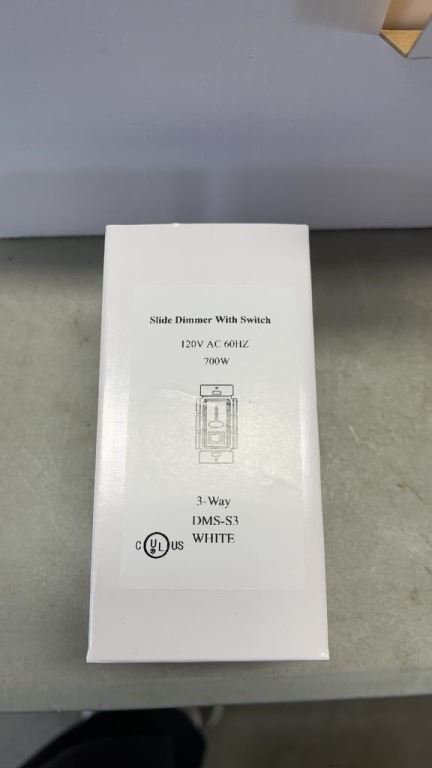 Slide Dimmer With Switch
120V AC 60HZ
700W
3-Way
DMS-S3
C UL US WHITE